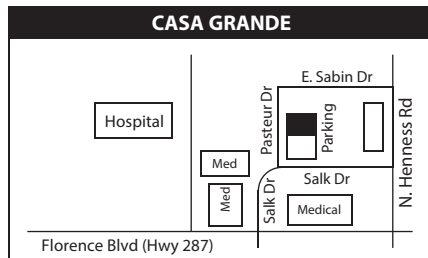 CASA GRANDE
E. Sabin Dr
Pasteur Dr
Parking
N. Henness Rd
Hospital
Med
Med
Salk Dr
Salk Dr
Medical
Florence Blvd (Hwy 287)